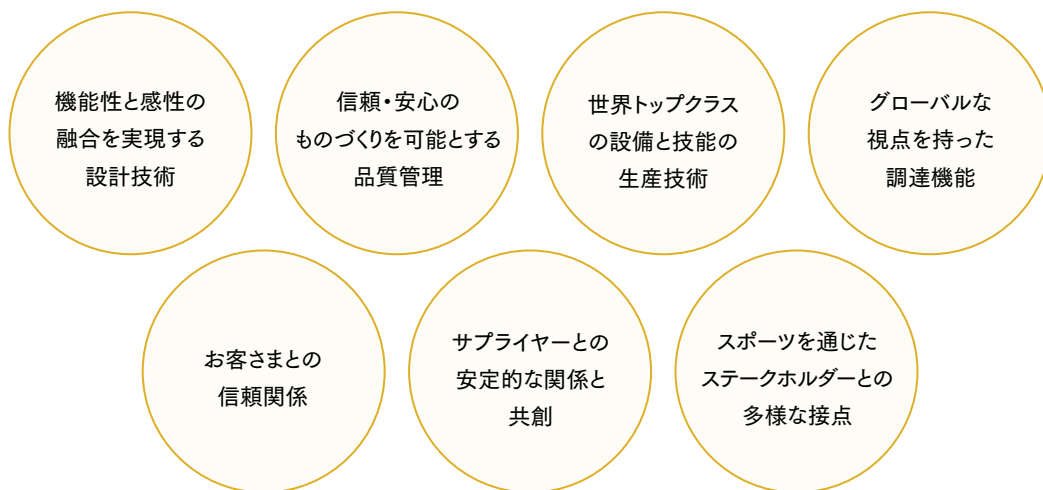 機能性と感性の
融合を実現する
設計技術
信頼・安心の
ものづくりを可能とする
品質管理
世界トップクラス
の設備と技能の
生産技術
グローバルな
視点を持った
調達機能
お客さまとの
信頼関係
サプライヤーとの
安定的な関係と
共創
スポーツを通じた
ステークホルダーとの
多様な接点